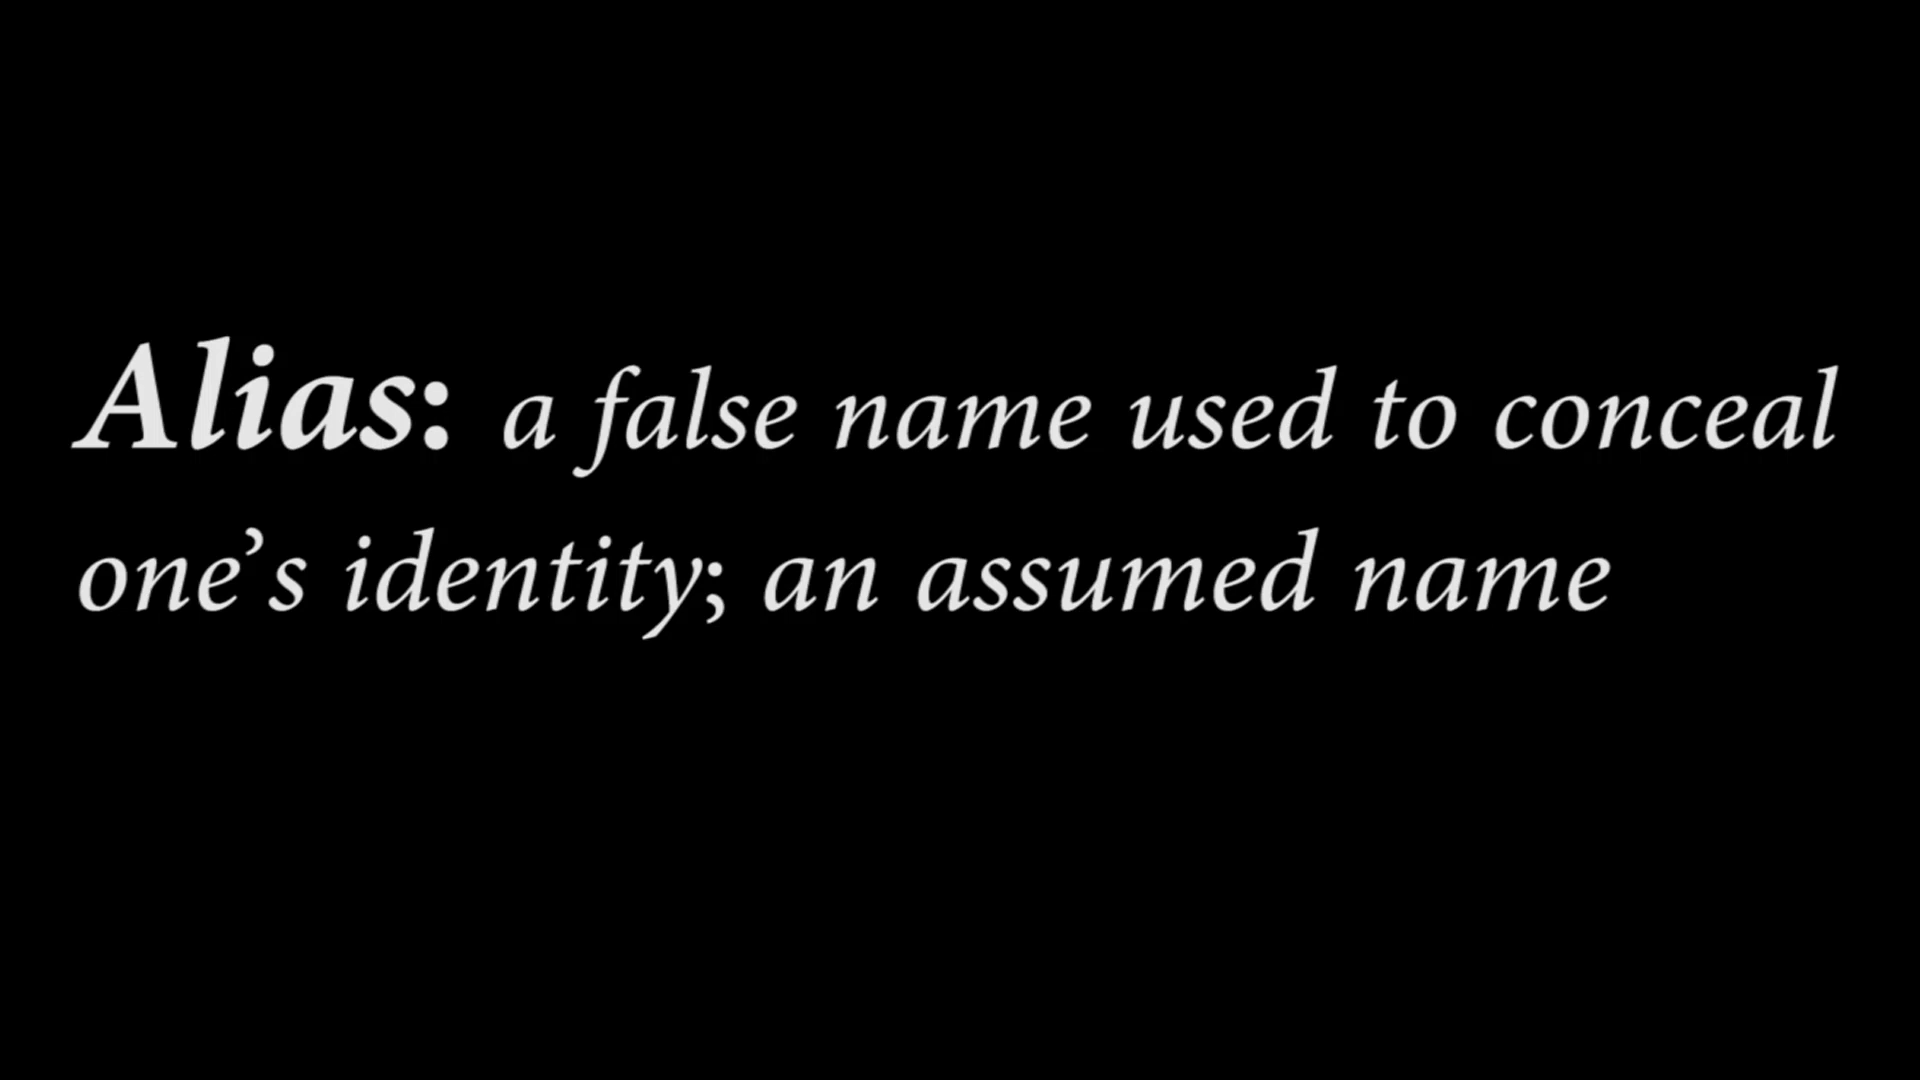 Alias: a false name used to conceal
one’s identity; an assumed name